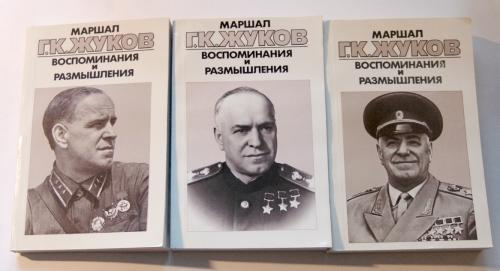 МАРШАЛ
Г.К.ЖУКОВ
ВОСПОМИНАНИЯ
И
РАЗМЫШЛЕНИЯ
МАРШАЛ
Г.К.ЖУКОВ
ВОСПОМИНАНИЯ
И
РАЗМЫШЛЕНИЯ
МАРШАЛ
Г.К.ЖУКОВ
ВОСПОМИНАНИЯ
И
РАЗМЫШЛЕНИЯ